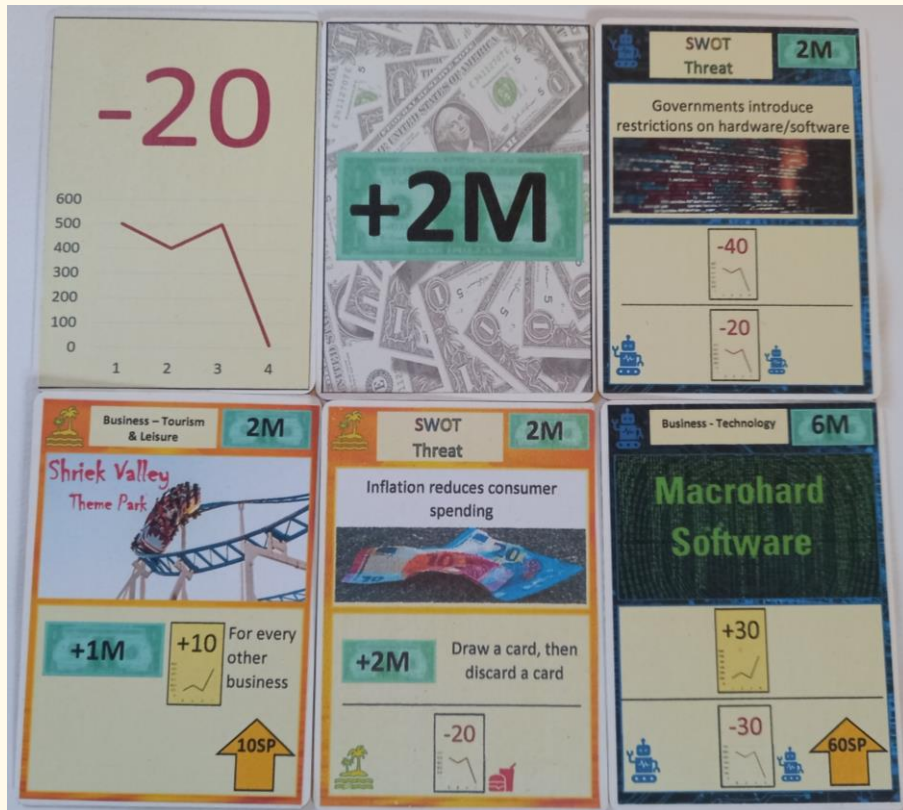 -20
600
500
400
300
200
100
0
1 2 3 4
+2M
SWOT
Threat
2M
Governments introduce
restrictions on hardware/software
-40
-20
Business – Tourism
& Leisure
2M
Shriek Valley
Theme Park
+1M
+10
For every
other
business
10SP
SWOT
Threat
2M
Inflation reduces consumer
spending
+2M
Draw a card, then
discard a card
-20
Business - Technology
6M
Macrohard
Software
+30
-30
60SP